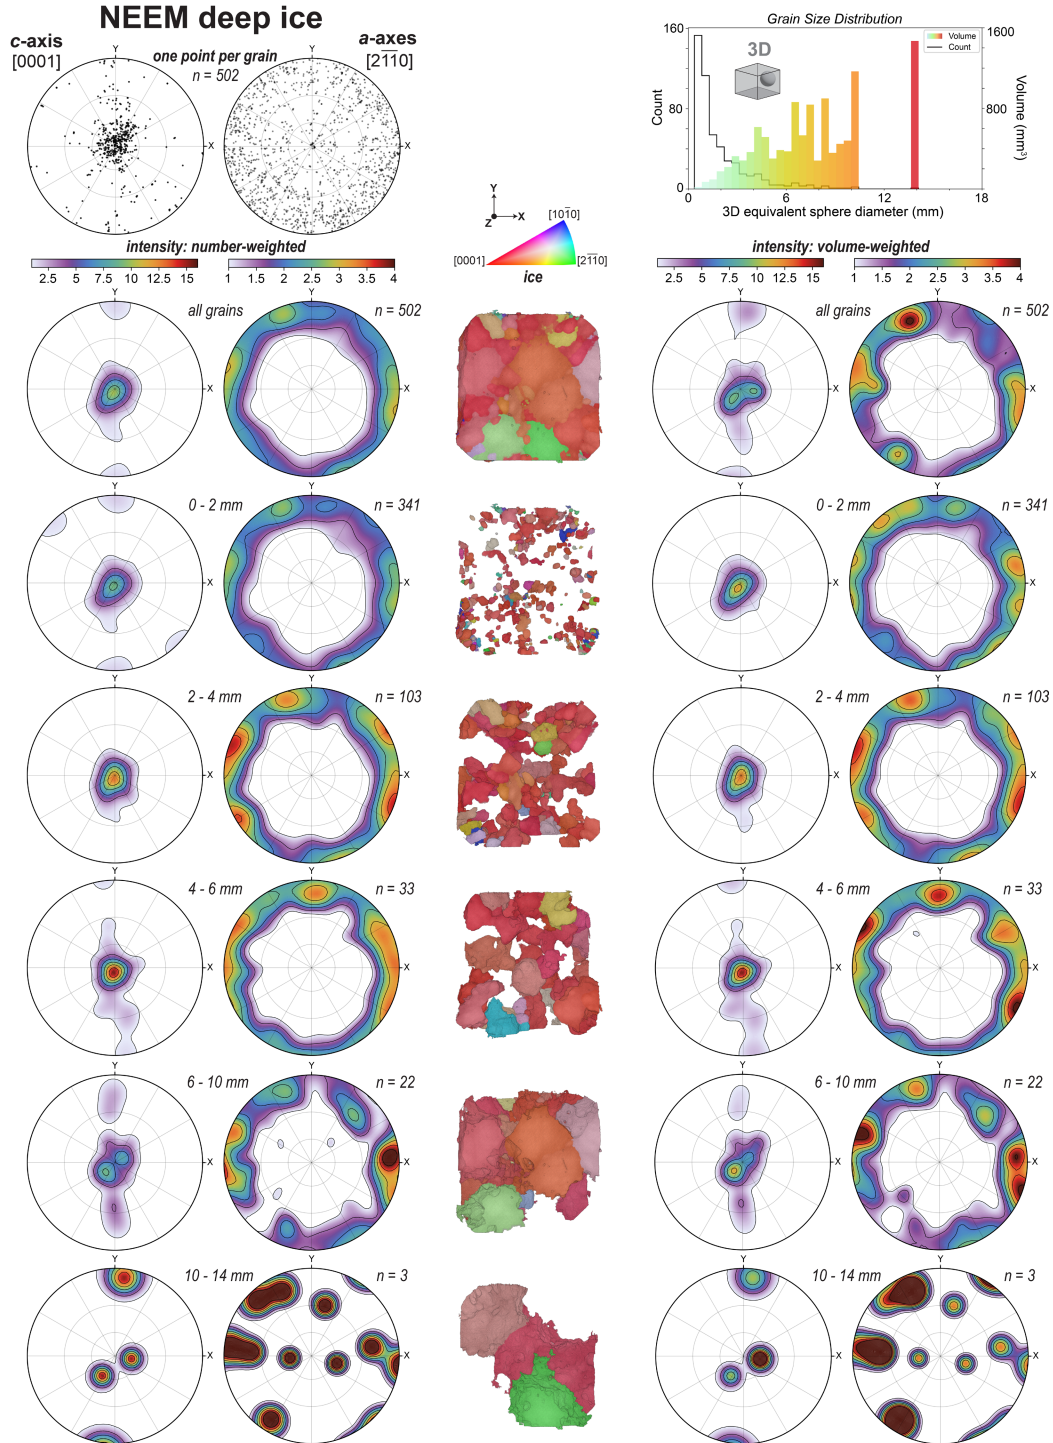 NEEM deep ice
c-axis
[0001]
Y
one point per grain
n = 502
a-axes
[2110]
Y
X
X
Grain Size Distribution
160
80
0
Count
3D
Volume
Count
1600
800
Volume (mm³)
0
6
12
18
3D equivalent sphere diameter (mm)
Y
Z
X
[1010]
[0001]
[2110]
ice
intensity: number-weighted
2.5 5 7.5 10 12.5 15
1 1.5 2 2.5 3 3.5 4
intensity: volume-weighted
2.5 5 7.5 10 12.5 15
1 1.5 2 2.5 3 3.5 4
Y all grains Y n = 502
X X
Y all grains Y n = 502
X X
Y 0 - 2 mm Y n = 341
X X
Y 0 - 2 mm Y n = 341
X X
Y 2 - 4 mm Y n = 103
X X
Y 2 - 4 mm Y n = 103
X X
Y 4 - 6 mm Y n = 33
X X
Y 4 - 6 mm Y n = 33
X X
Y 6 - 10 mm Y n = 22
X X
Y 6 - 10 mm Y n = 22
X X
Y 10 - 14 mm Y n = 3
X X
Y 10 - 14 mm Y n = 3
X X